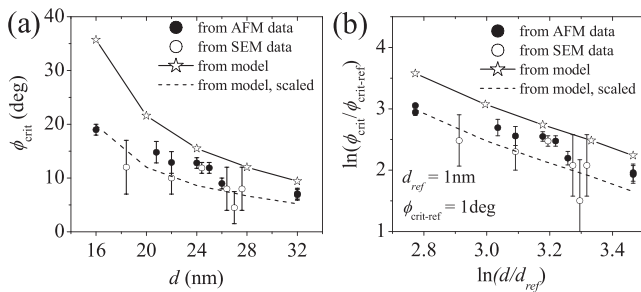 (a)
40
30
20
10
0
16 20 24 28 32
ϕcrit (deg)
d (nm)
from AFM data
from SEM data
from model
from model, scaled
(b)
4
3
2
1
2.8 3.0 3.2 3.4
ln(ϕcrit/ϕcrit-ref)
ln(d/dref)
from AFM data
from SEM data
from model
from model, scaled
dref = 1nm
ϕcrit-ref = 1deg